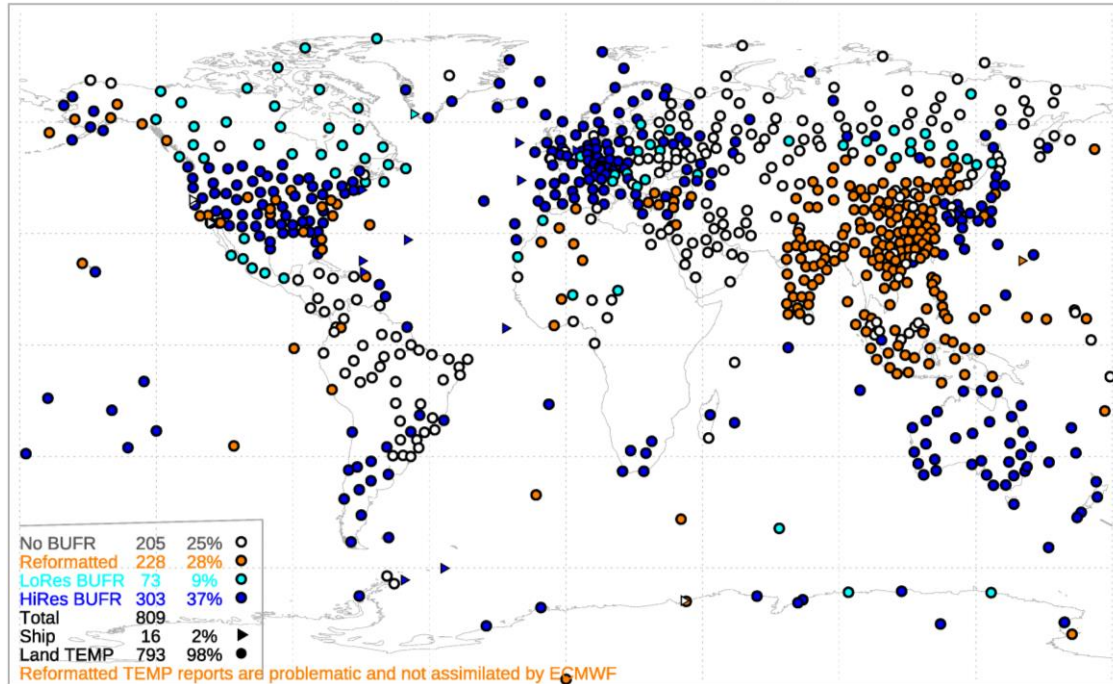 No BUFR 205 25%
Reformatted 228 28%
LoRes BUFR 73 9%
HiRes BUFR 303 37%
Total 809
Ship 16 2%
Land TEMP 793 98%
Reformatted TEMP reports are problematic and not assimilated by ECMWF